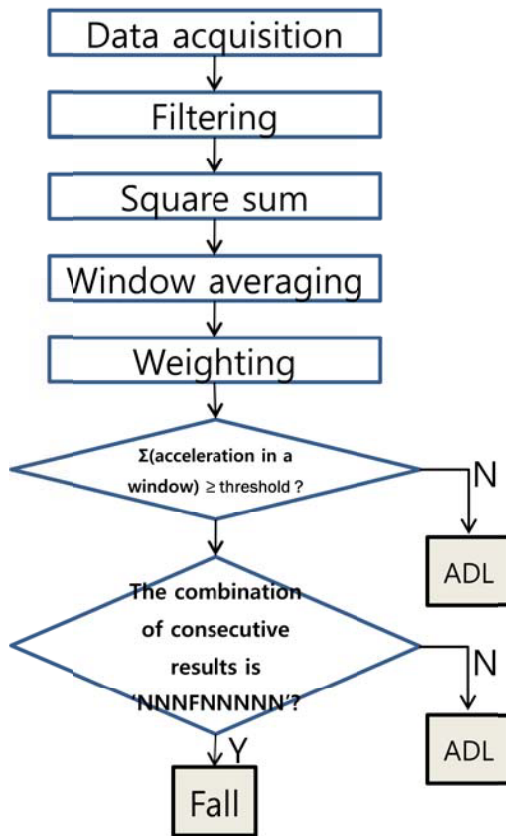 Data acquisition
Filtering
Square sum
Window averaging
Weighting
Σ(acceleration in a
window) ≥ threshold ?
N
ADL
The combination
of consecutive
results is
‘NNNFNNNNN’?
N
ADL
Y
Fall